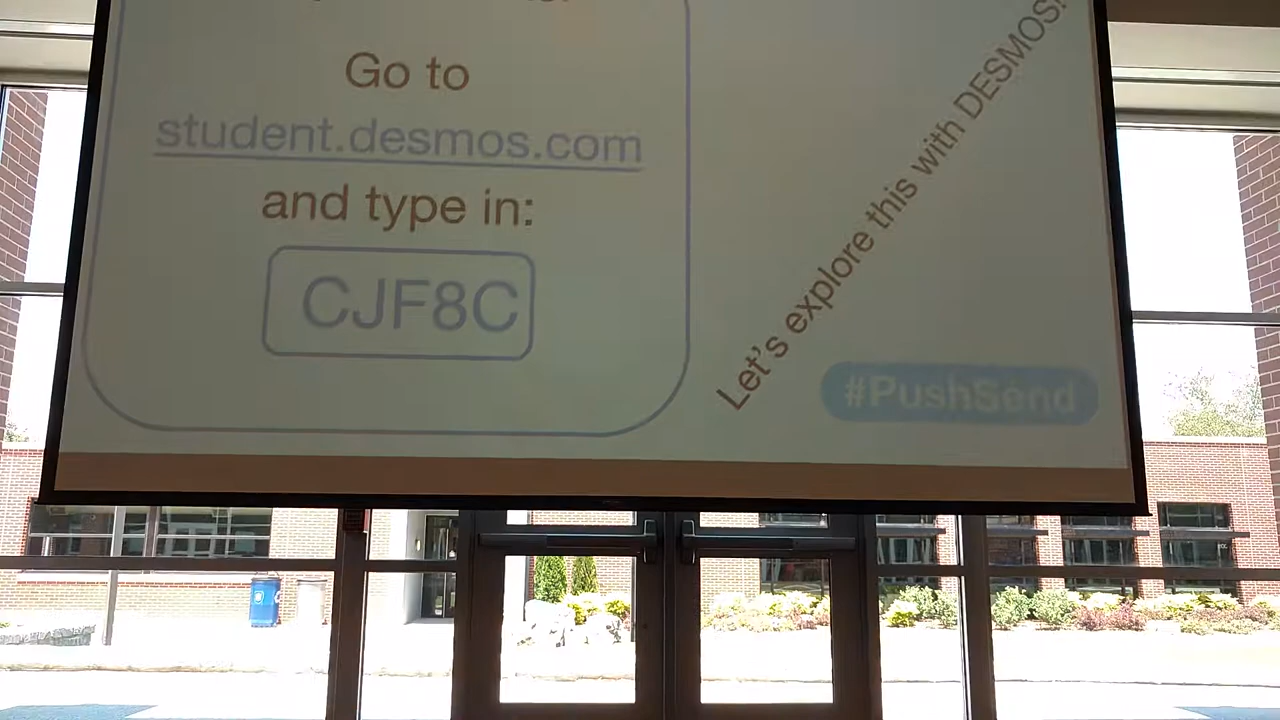 Go to
student.desmos.com
and type in:
CJF8C
Let's explore this with DESMOS!
#PushSend